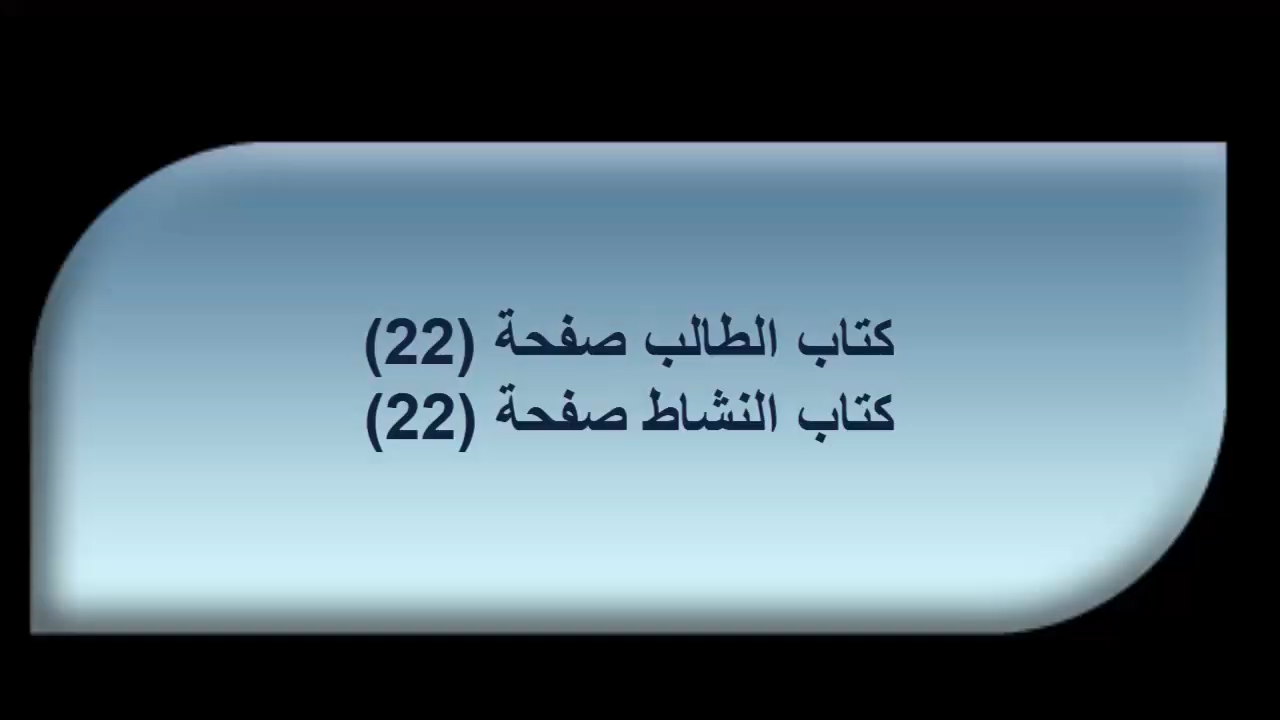 كتاب الطالب صفحة (22)
كتاب النشاط صفحة (22)